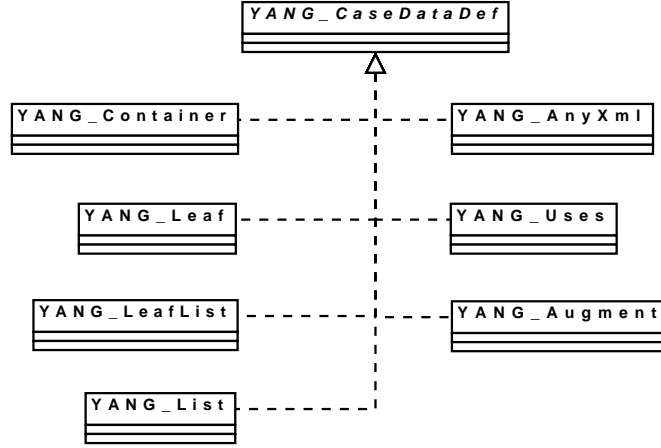 YANG_CaseDataDef
YANG_Container
YANG_AnyXml
YANG_Leaf
YANG_Uses
YANG_LeafList
YANG_Augment
YANG_List